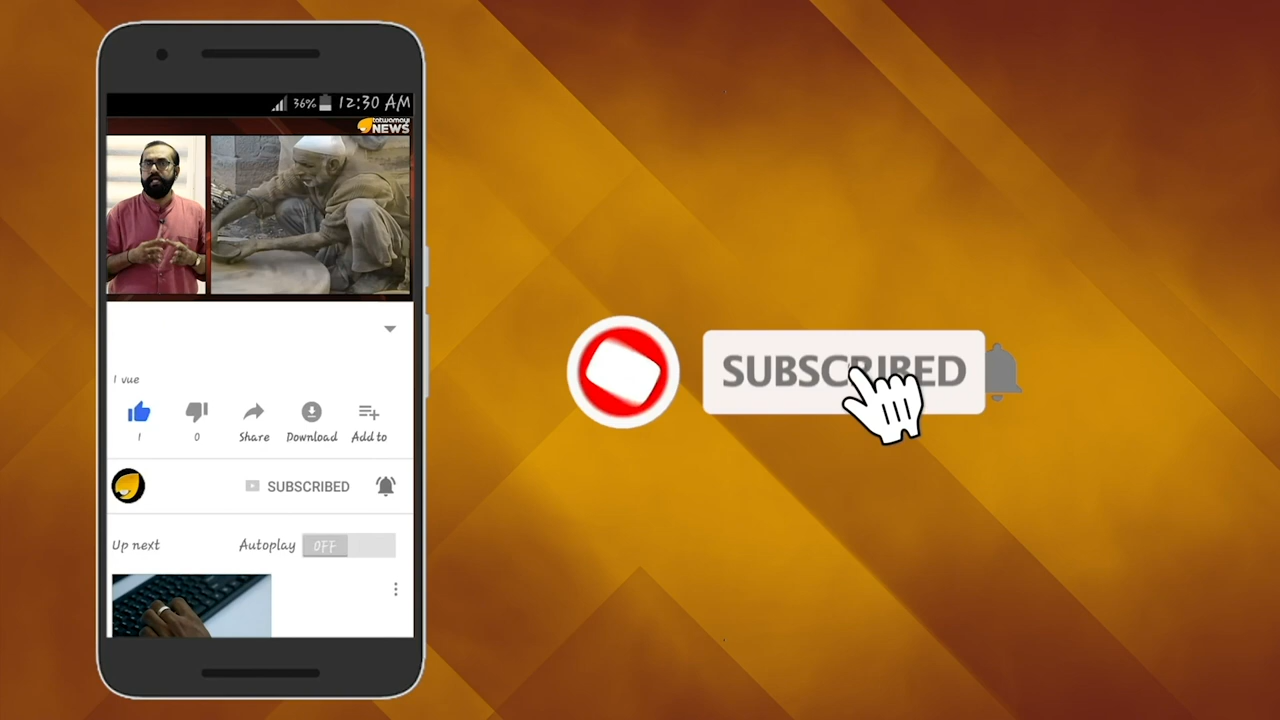 36% 12:30 AM
tatwamayi
NEWS
1 vue
1
0
Share
Download
Add to
SUBSCRIBED
Up next
Autoplay
OFF
SUBSCRIBED